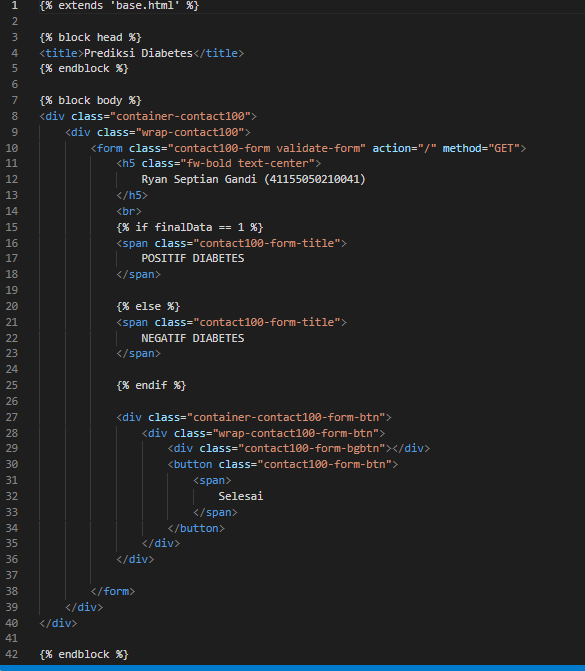 1 {% extends 'base.html' %}
2
3 {% block head %}
4 <title>Prediksi Diabetes</title>
5 {% endblock %}
6
7 {% block body %}
8 <div class="container-contact100">
9 <div class="wrap-contact100">
10 <form class="contact100-form validate-form" action="/" method="GET">
11 <h5 class="fw-bold text-center">
12 Ryan Septian Gandi (41155050210041)
13 </h5>
14 <br>
15 {% if finalData == 1 %}
16 <span class="contact100-form-title">
17 POSITIF DIABETES
18 </span>
19
20 {% else %}
21 <span class="contact100-form-title">
22 NEGATIF DIABETES
23 </span>
24
25 {% endif %}
26
27 <div class="container-contact100-form-btn">
28 <div class="wrap-contact100-form-btn">
29 <div class="contact100-form-bgbtn"></div>
30 <button class="contact100-form-btn">
31 <span>
32 Selesai
33 </span>
34 </button>
35 </div>
36 </div>
37
38 </form>
39 </div>
40 </div>
41
42 {% endblock %}